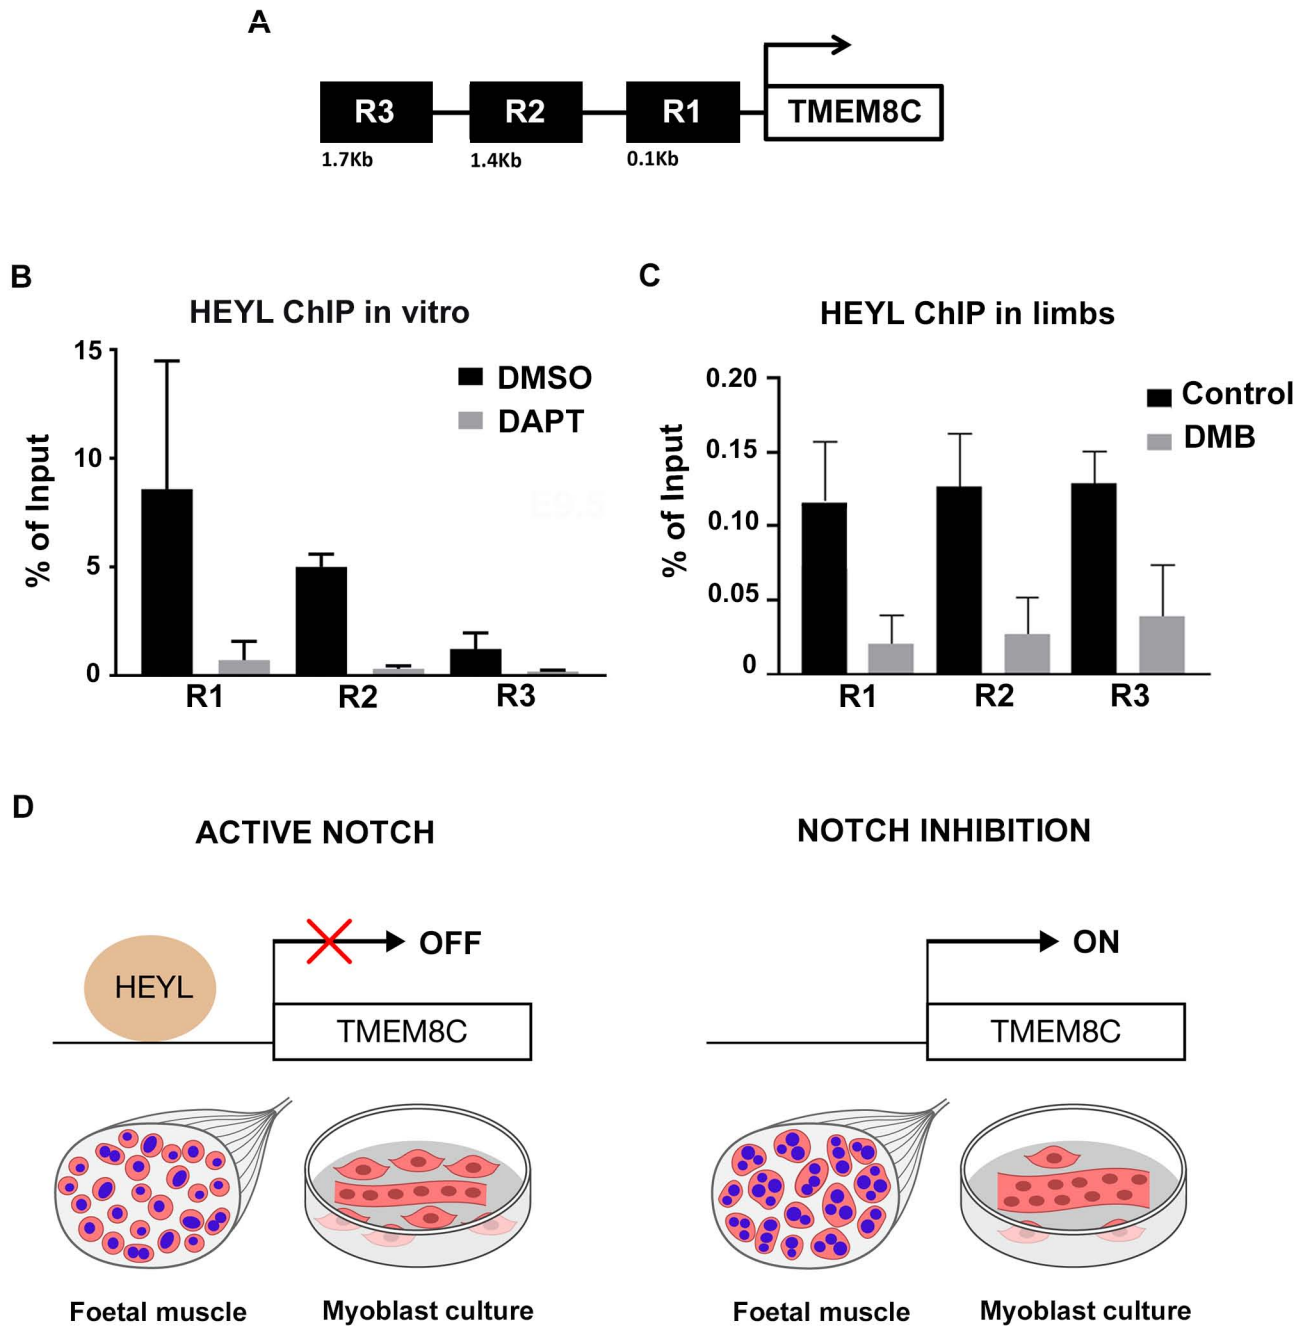 A
R3
R2
R1
TMEM8C
1.7Kb
1.4Kb
0.1Kb
B
HEYL ChIP in vitro
15
10
5
0
% of Input
DMSO
DAPT
E9.5
R1
R2
R3
C
HEYL ChIP in limbs
0.20
0.15
0.10
0.05
0
% of Input
Control
DMB
R1
R2
R3
D
ACTIVE NOTCH
NOTCH INHIBITION
HEYL
OFF
TMEM8C
ON
TMEM8C
Foetal muscle
Myoblast culture
Foetal muscle
Myoblast culture